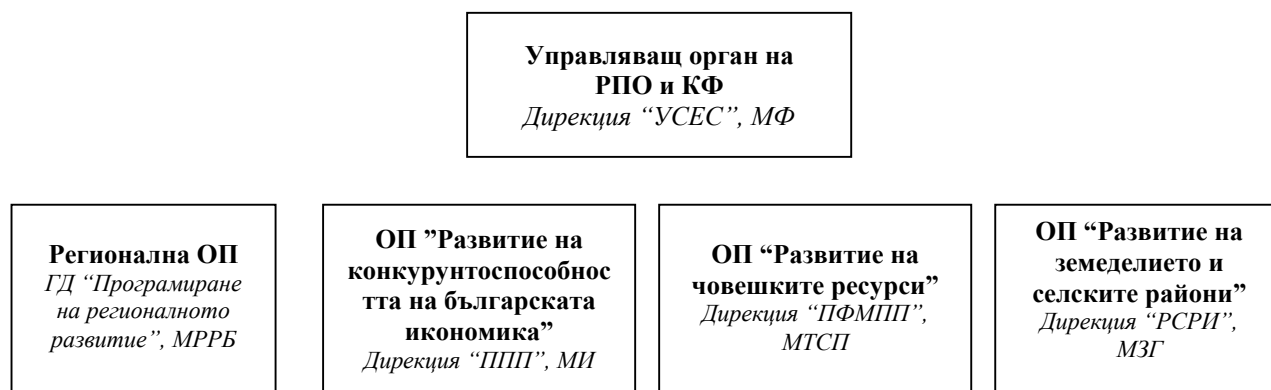 Управляващ орган на
РПО и КФ
Дирекция “УСЕС”, МФ
Регионална ОП
ГД “Програмиране
на регионалното
развитие”, МРРБ
ОП ”Развитие на
конкурунтоспособнос
тта на българската
икономика”
Дирекция “ППП”, МИ
ОП “Развитие на
човешките ресурси”
Дирекция “ПФМПП”,
МТСП
ОП “Развитие на
земеделието и
селските райони”
Дирекция “РСРИ”,
МЗГ